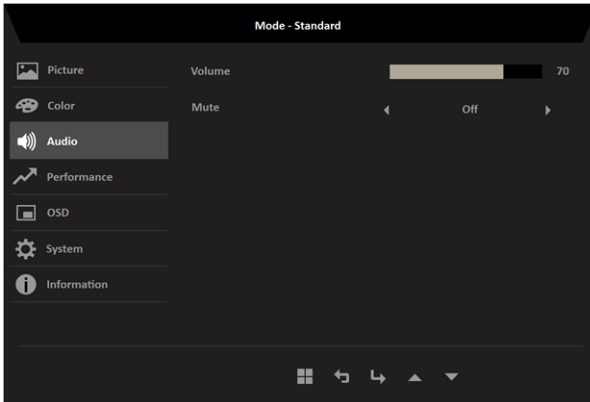 Mode - Standard
Picture
Volume 70
Color
Mute Off
Audio
Performance
OSD
System
Information